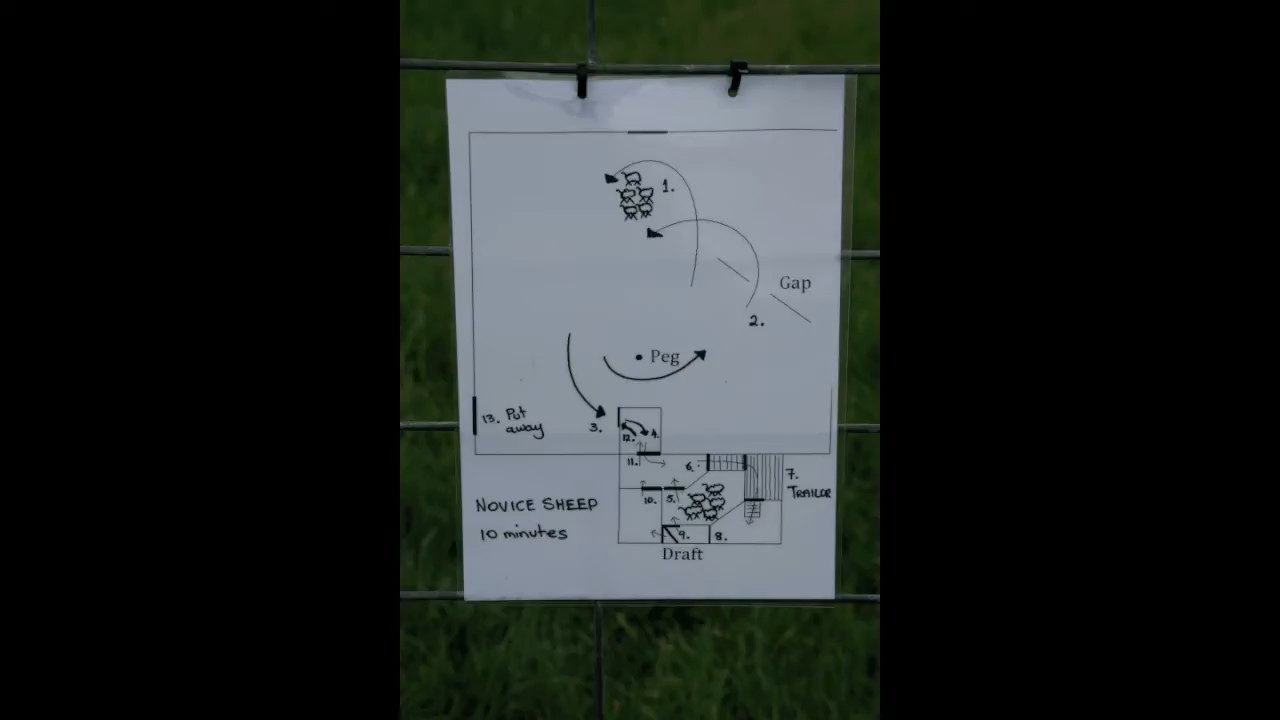 1.
Gap
2.
Peg
13. Put
away
3.
12.
4.
11.
6.
7.
TRAILOR
NOVICE SHEEP
10.
5.
10 minutes
9.
8.
Draft